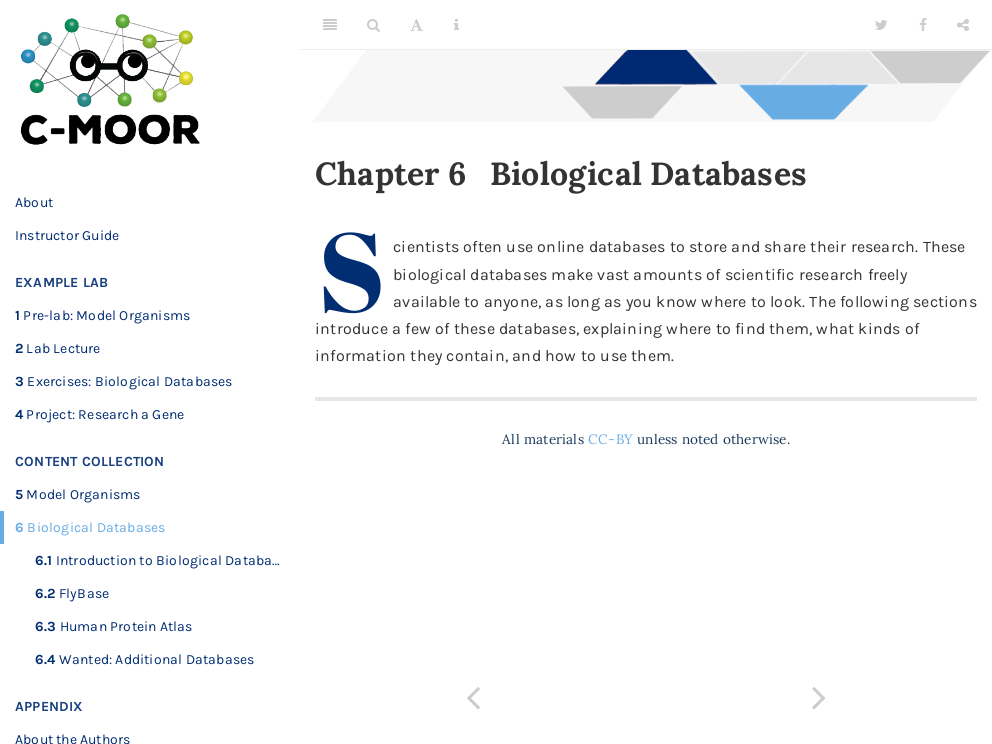 C-MOOR
About
Instructor Guide
EXAMPLE LAB
1 Pre-lab: Model Organisms
2 Lab Lecture
3 Exercises: Biological Databases
4 Project: Research a Gene
CONTENT COLLECTION
5 Model Organisms
6 Biological Databases
6.1 Introduction to Biological Databa...
6.2 FlyBase
6.3 Human Protein Atlas
6.4 Wanted: Additional Databases
APPENDIX
About the Authors
A
Chapter 6 Biological Databases
Scientists often use online databases to store and share their research. These
biological databases make vast amounts of scientific research freely
available to anyone, as long as you know where to look. The following sections
introduce a few of these databases, explaining where to find them, what kinds of
information they contain, and how to use them.
All materials CC-BY unless noted otherwise.